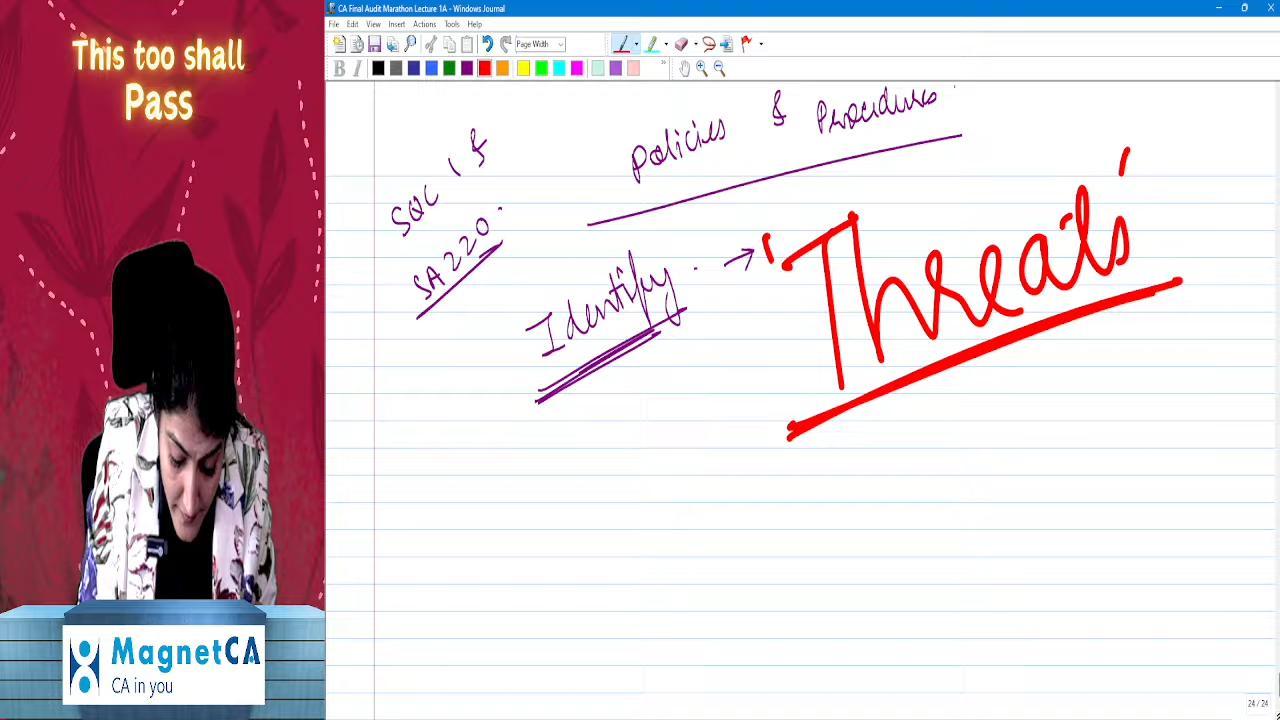 This too shall
Pass
CA Final Audit Marathon Lecture 1A - Windows Journal
File Edit View Insert Actions Tools Help
Page Width
B I
Policies & Procedures
SQC 1 &
SA 220.
Identify. → 'Threats'
MagnetCA
CA in you
24 / 24